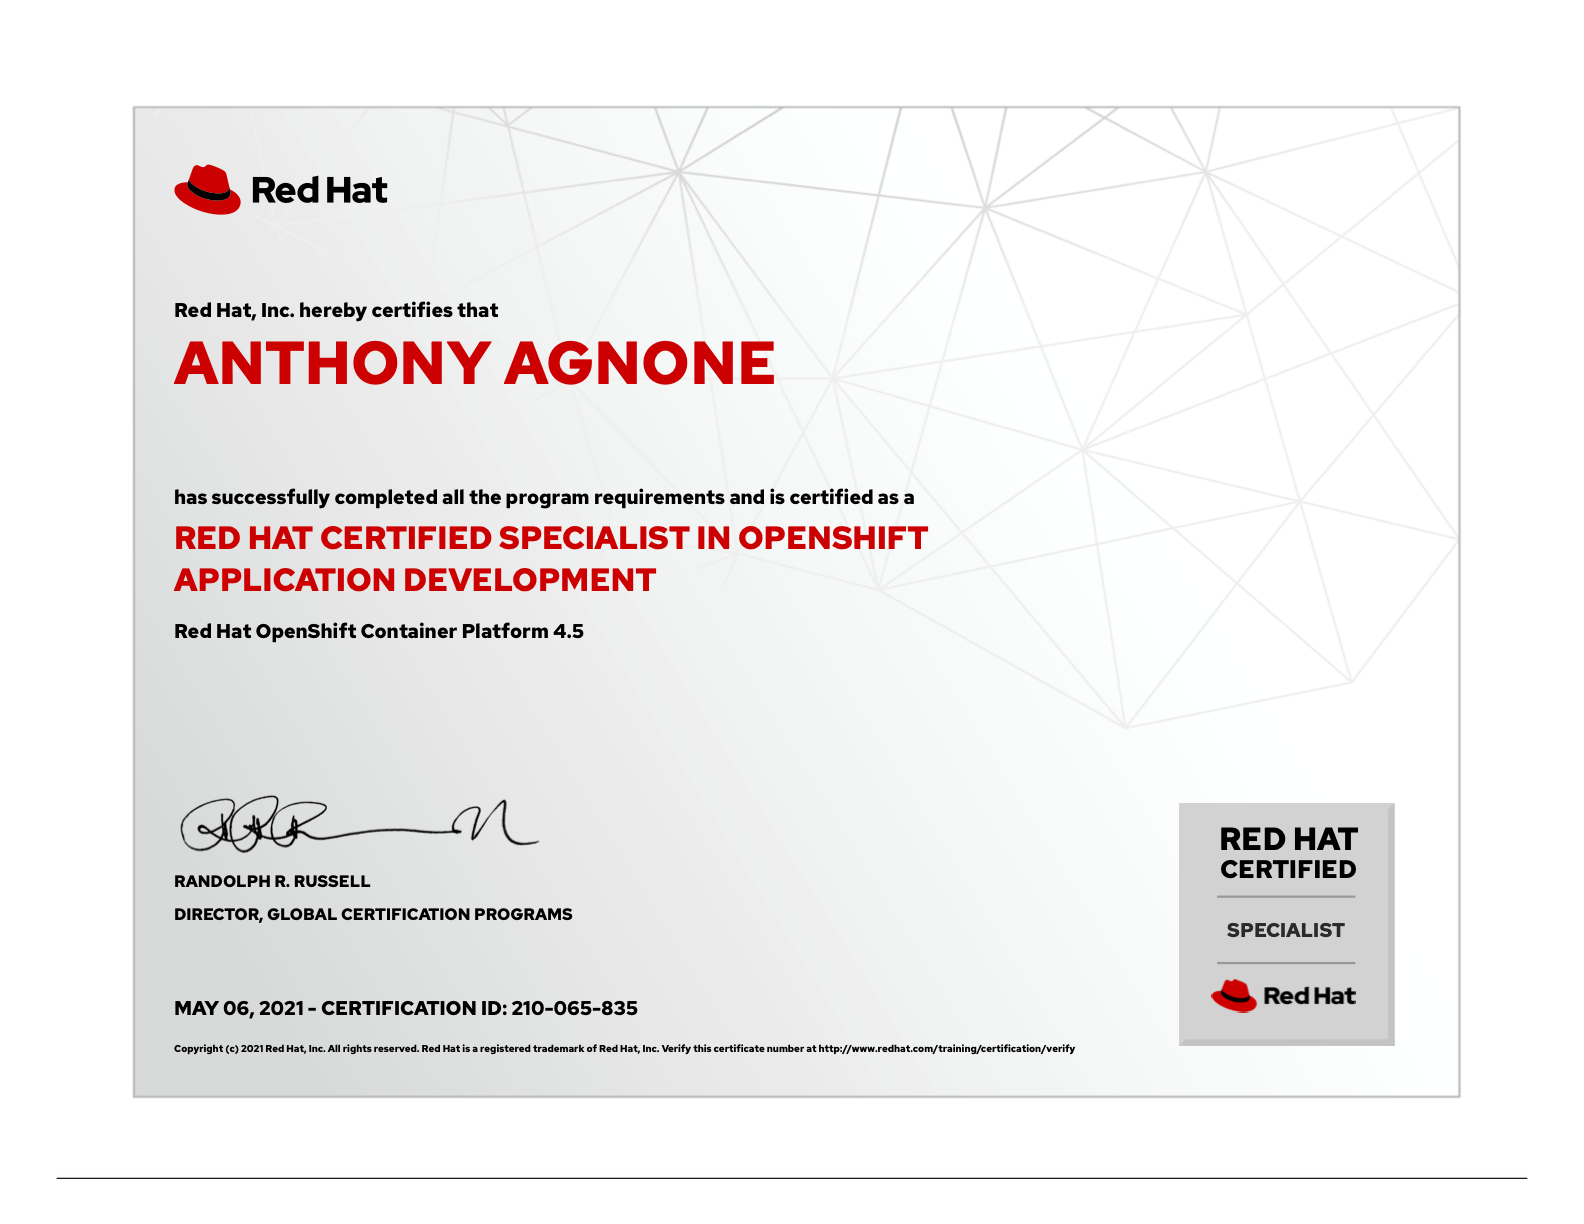 Red Hat
Red Hat, Inc. hereby certifies that
ANTHONY AGNONE
has successfully completed all the program requirements and is certified as a
RED HAT CERTIFIED SPECIALIST IN OPENSHIFT
APPLICATION DEVELOPMENT
Red Hat OpenShift Container Platform 4.5
RANDOLPH R. RUSSELL
DIRECTOR, GLOBAL CERTIFICATION PROGRAMS
MAY 06, 2021 - CERTIFICATION ID: 210-065-835
Copyright (c) 2021 Red Hat, Inc. All rights reserved. Red Hat is a registered trademark of Red Hat, Inc. Verify this certificate number at http://www.redhat.com/training/certification/verify
RED HAT
CERTIFIED
SPECIALIST
Red Hat